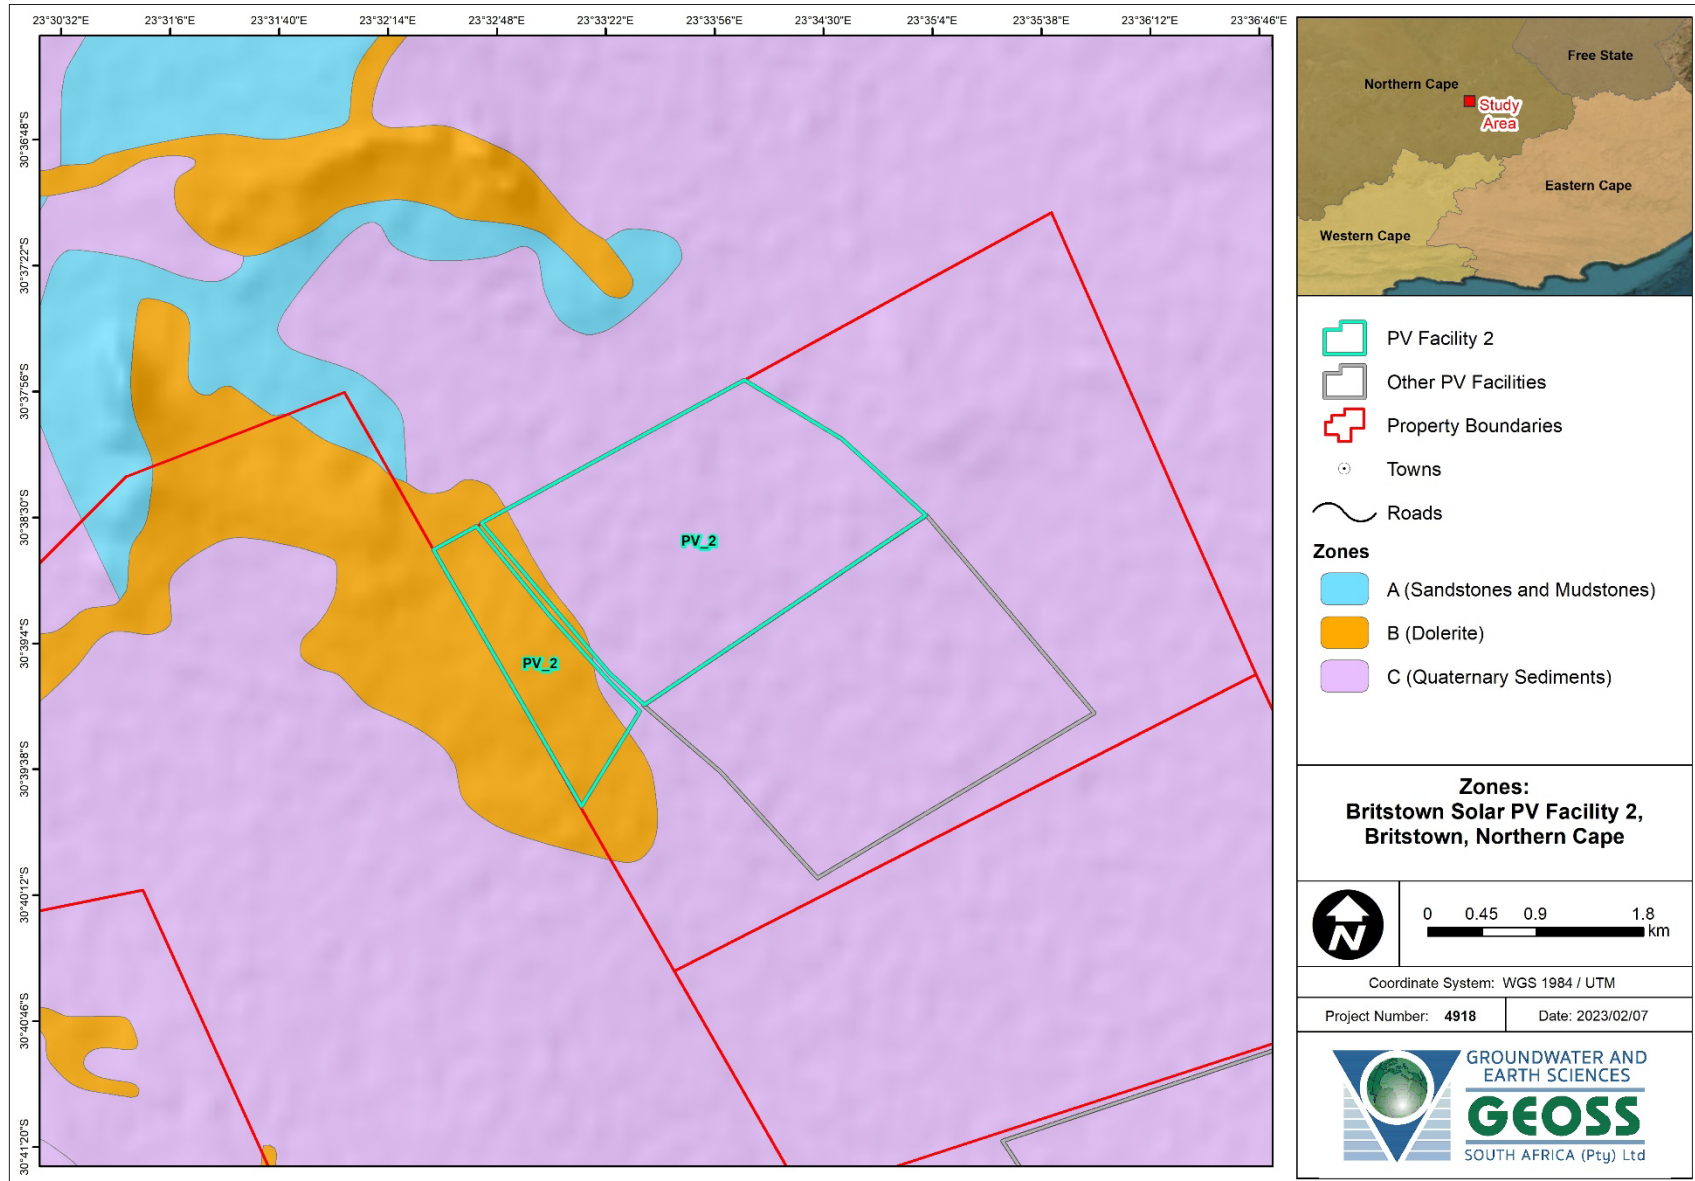 23°30'32"E
23°31'6"E
23°31'40"E
23°32'14"E
23°32'48"E
23°33'22"E
23°33'56"E
23°34'30"E
23°35'4"E
23°35'38"E
23°36'12"E
23°36'46"E
30°36'48"S
30°37'22"S
30°37'56"S
30°38'30"S
30°39'4"S
30°39'38"S
30°40'12"S
30°40'46"S
30°41'20"S
PV_2
PV_2
Free State
Northern Cape
Study
Area
Eastern Cape
Western Cape
PV Facility 2
Other PV Facilities
Property Boundaries
Towns
Roads
Zones
A (Sandstones and Mudstones)
B (Dolerite)
C (Quaternary Sediments)
Zones:
Britstown Solar PV Facility 2,
Britstown, Northern Cape
N
0 0.45 0.9 1.8
km
Coordinate System: WGS 1984 / UTM
Project Number: 4918
Date: 2023/02/07
GROUNDWATER AND
EARTH SCIENCES
GEOSS
SOUTH AFRICA (Pty) Ltd